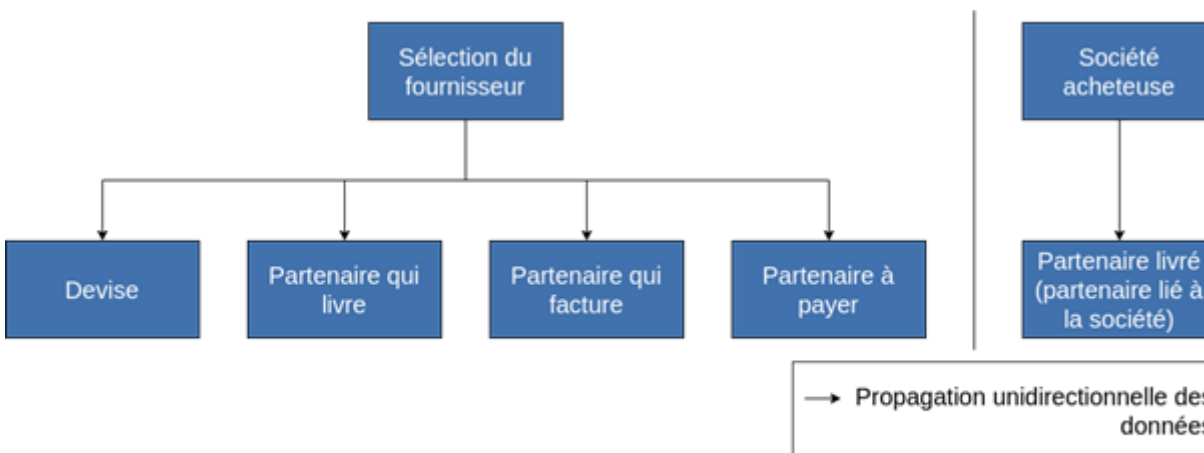 Sélection du
fournisseur
Société
acheteuse
Devise
Partenaire qui
livre
Partenaire qui
facture
Partenaire à
payer
Partenaire livré
(partenaire lié à
la société)
Propagation unidirectionnelle des
données